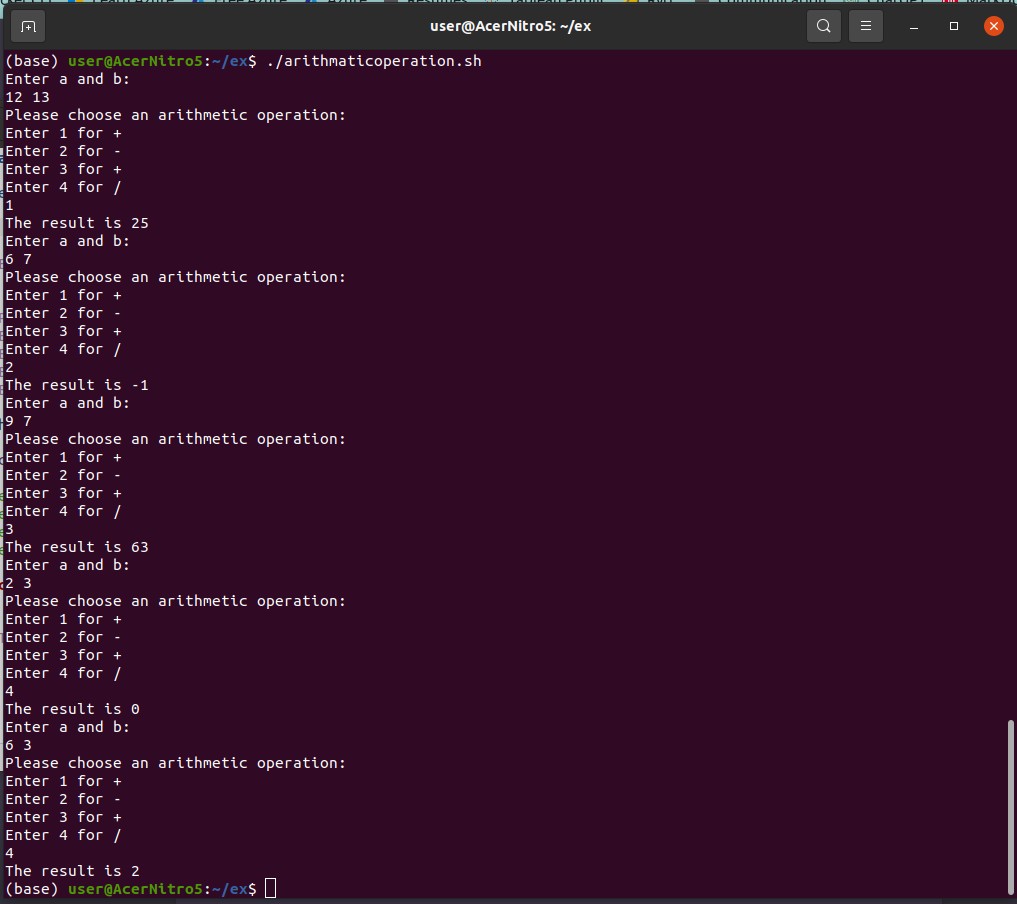 user@AcerNitro5: ~/ex
(base) user@AcerNitro5:~/ex$ ./arithmaticoperation.sh
Enter a and b:
12 13
Please choose an arithmetic operation:
Enter 1 for +
Enter 2 for -
Enter 3 for +
Enter 4 for /
1
The result is 25
Enter a and b:
6 7
Please choose an arithmetic operation:
Enter 1 for +
Enter 2 for -
Enter 3 for +
Enter 4 for /
2
The result is -1
Enter a and b:
9 7
Please choose an arithmetic operation:
Enter 1 for +
Enter 2 for -
Enter 3 for +
Enter 4 for /
3
The result is 63
Enter a and b:
2 3
Please choose an arithmetic operation:
Enter 1 for +
Enter 2 for -
Enter 3 for +
Enter 4 for /
4
The result is 0
Enter a and b:
6 3
Please choose an arithmetic operation:
Enter 1 for +
Enter 2 for -
Enter 3 for +
Enter 4 for /
4
The result is 2
(base) user@AcerNitro5:~/ex$